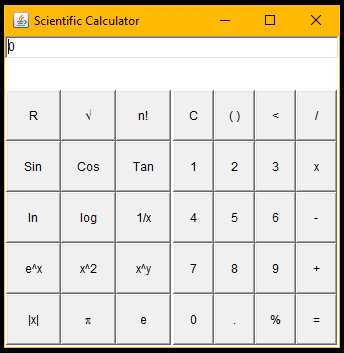 Scientific Calculator
0
R √ n! C ( ) < /
Sin Cos Tan 1 2 3 x
ln log 1/x 4 5 6 -
e^x x^2 x^y 7 8 9 +
|x| π e 0 . % =